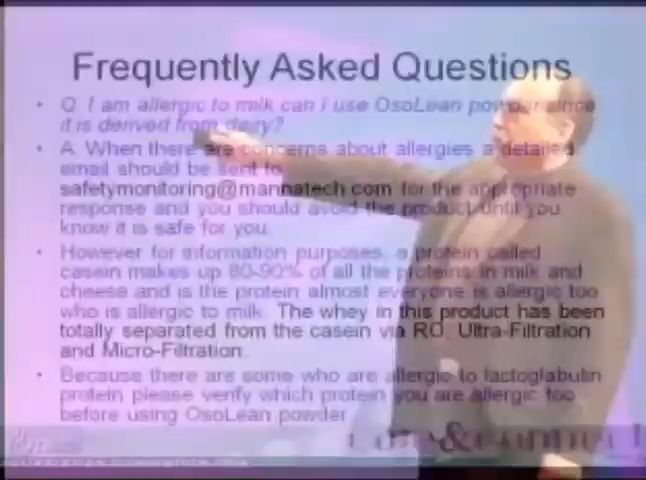 Frequently Asked Questions
• Q. I am allergic to milk can I use OsoLean powder since
it is derived from dairy?
• A. When there are concerns about allergies a detailed
email should be sent to
safetymonitoring@mannatech.com for the appropriate
response and you should avoid the product until you
know it is safe for you.
• However for information purposes, a protein called
casein makes up 80-90% of all the proteins in milk and
cheese and is the protein almost everyone is allergic too
who is allergic to milk. The whey in this product has been
totally separated from the casein via RO, Ultra-Filtration
and Micro-Filtration.
• Because there are some who are allergic to lactoglabulin
protein please verify which protein you are allergic too
before using OsoLean powder